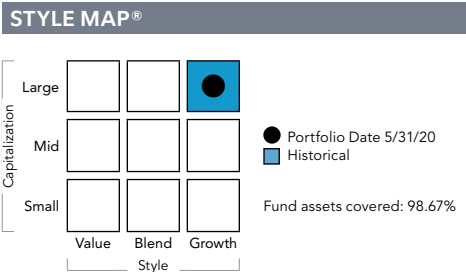 STYLE MAP®
Large
Mid
Small
Capitalization
Value Blend Growth
Style
Portfolio Date 5/31/20
Historical
Fund assets covered: 98.67%